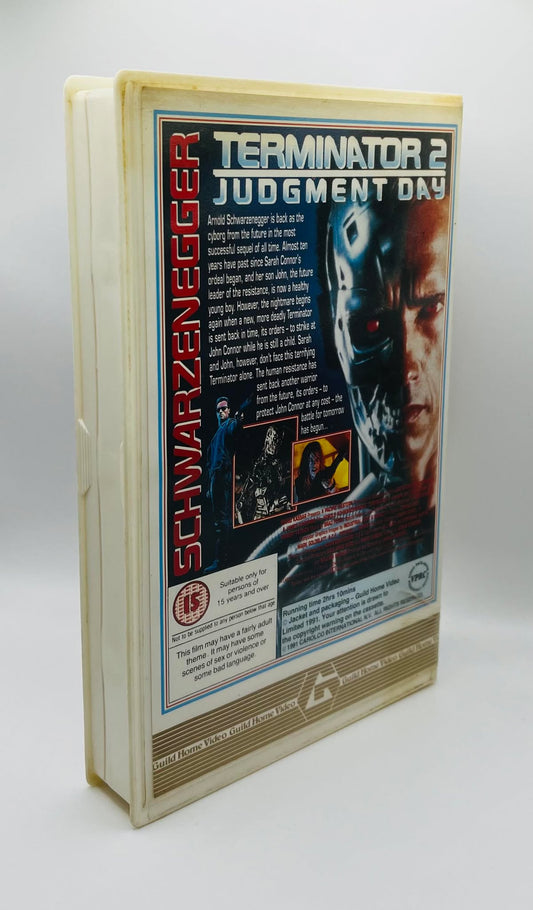 SCHWARZENEGGER
TERMINATOR 2
JUDGMENT DAY
Arnold Schwarzenegger is back as the
cyborg from the future in the most
successful sequel of all time. Almost ten
years have past since Sarah Connor's
ordeal began, and her son John, the future
leader of the resistance, is now a healthy
young boy. However, the nightmare begins
again when a new, more deadly Terminator
is sent back in time, its orders - to strike at
John Connor while he is still a child. Sarah
and John, however, don't face this terrifying
Terminator alone. The human resistance has
sent back another warrior
from the future, its orders - to
protect John Connor at any cost - the
battle for tomorrow
has begun...
15
Suitable only for
persons of
15 years and over
Not to be supplied to any person below that age
This film may have a fairly adult
theme. It may have some
scenes of sex or violence or
some bad language.
Running time 2hrs 10mins
© Jacket and packaging - Guild Home Video
Limited 1991. Your attention is drawn to
the copyright warning on the cassette.
© 1991 CAROLCO INTERNATIONAL N.V. ALL RIGHTS RESERVED.
VPRC
G
Guild Home Video Guild Home Video Guild Home Video Guild Home Video